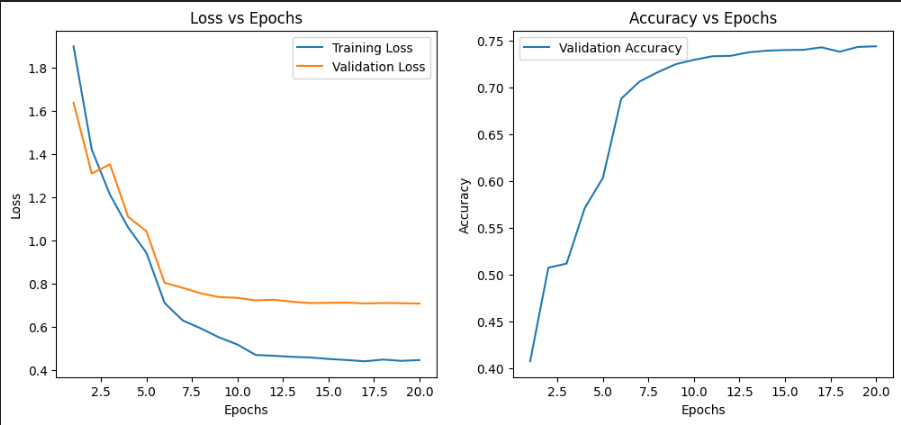 Loss vs Epochs
Training Loss
Validation Loss
1.8
1.6
1.4
1.2
1.0
0.8
0.6
0.4
Loss
2.5 5.0 7.5 10.0 12.5 15.0 17.5 20.0
Epochs
Accuracy vs Epochs
Validation Accuracy
0.75
0.70
0.65
0.60
0.55
0.50
0.45
0.40
Accuracy
2.5 5.0 7.5 10.0 12.5 15.0 17.5 20.0
Epochs